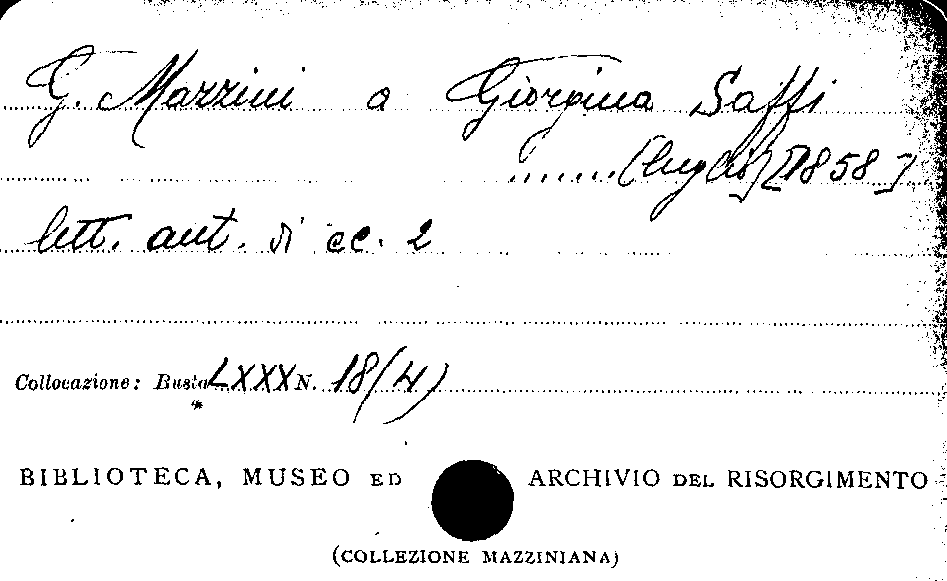 G. Mazzini a Giorgina Saffi
(luglio) [1858]
lett. aut. di cc. 2
Collocazione: Busta LXXX N. 18(4)
BIBLIOTECA, MUSEO ED ARCHIVIO DEL RISORGIMENTO
(COLLEZIONE MAZZINIANA)